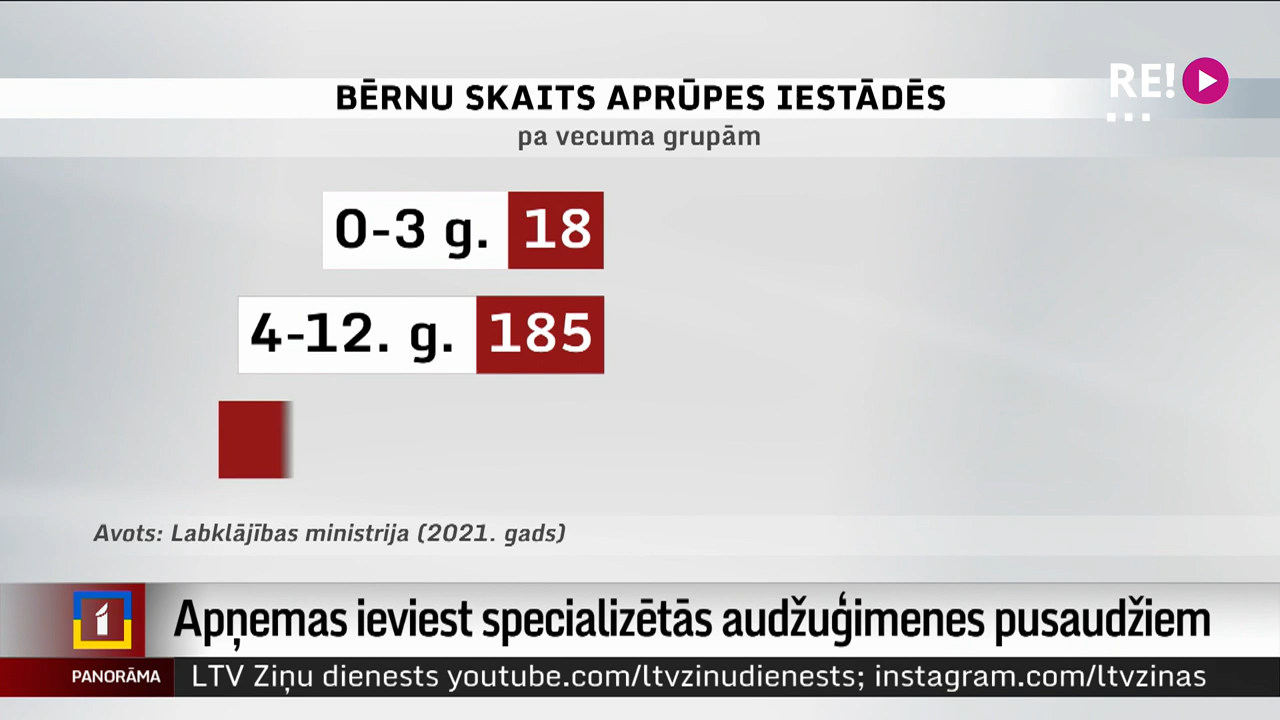 RE!
BĒRNU SKAITS APRŪPES IESTĀDĒS
pa vecuma grupām
0-3 g. 18
4-12. g. 185
Avots: Labklājības ministrija (2021. gads)
1 Apņemas ieviest specializētās audžuģimenes pusaudžiem
PANORĀMA LTV Ziņu dienests youtube.com/ltvzinudienests; instagram.com/ltvzinas